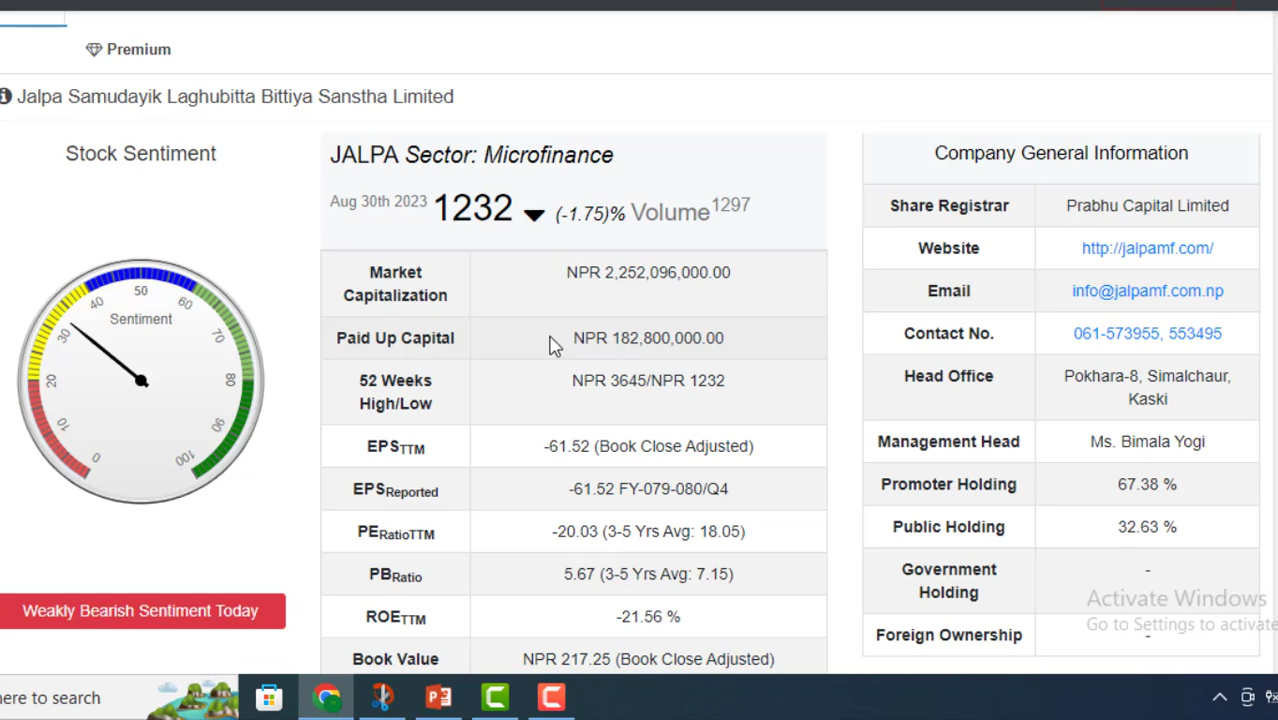 Premium
Jalpa Samudayik Laghubitta Bittiya Sanstha Limited
Stock Sentiment
0
10
20
30
40
50
60
70
80
90
100
Sentiment
Weakly Bearish Sentiment Today
JALPA Sector: Microfinance
Aug 30th 2023 1232 (-1.75)% Volume 1297
Market Capitalization NPR 2,252,096,000.00
Paid Up Capital NPR 182,800,000.00
52 Weeks High/Low NPR 3645/NPR 1232
EPSTTM -61.52 (Book Close Adjusted)
EPSReported -61.52 FY-079-080/Q4
PERatioTTM -20.03 (3-5 Yrs Avg: 18.05)
PBRatio 5.67 (3-5 Yrs Avg: 7.15)
ROETTM -21.56 %
Book Value NPR 217.25 (Book Close Adjusted)
Company General Information
Share Registrar Prabhu Capital Limited
Website http://jalpamf.com/
Email info@jalpamf.com.np
Contact No. 061-573955, 553495
Head Office Pokhara-8, Simalchaur, Kaski
Management Head Ms. Bimala Yogi
Promoter Holding 67.38 %
Public Holding 32.63 %
Government Holding -
Foreign Ownership -
Activate Windows
Go to Settings to activate
ere to search